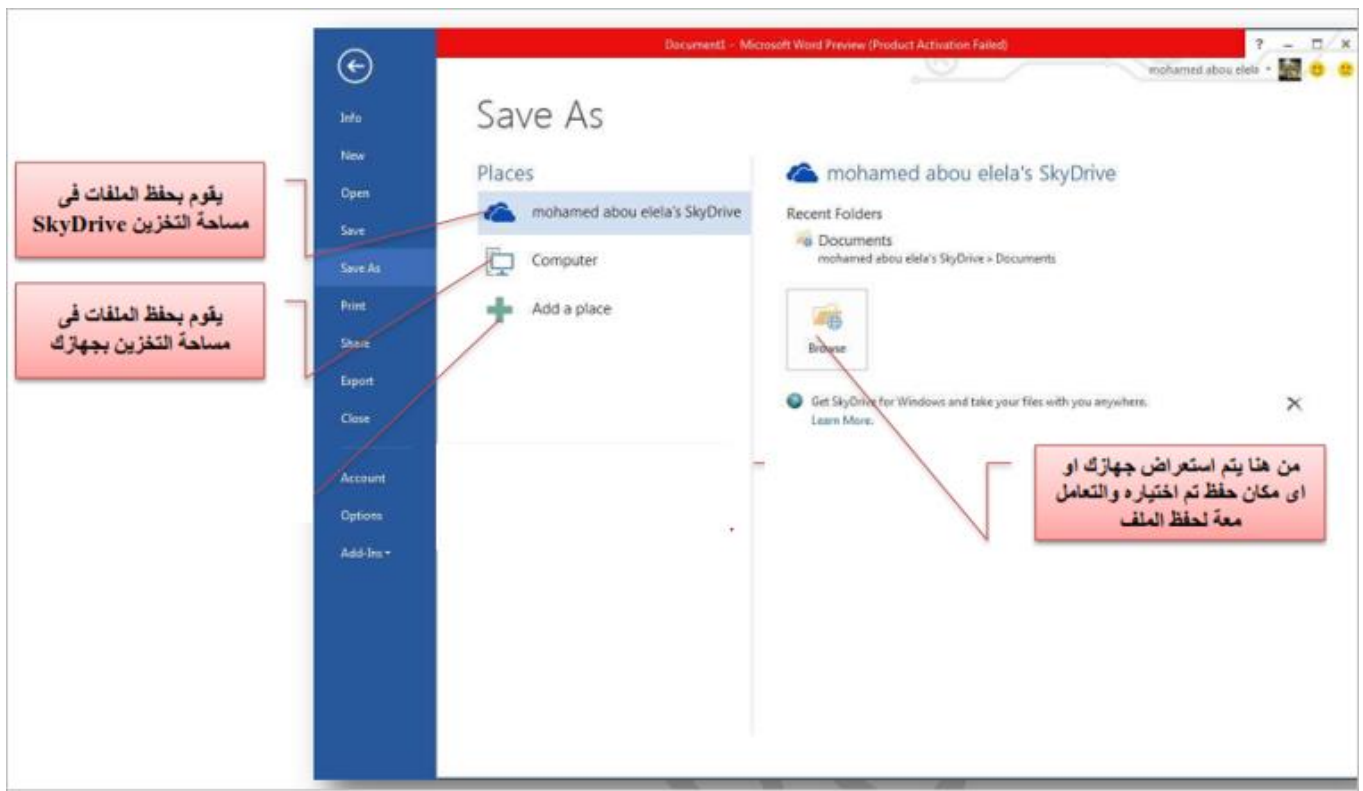 Document1 - Microsoft Word Preview (Product Activation Failed)
?
mohamed abou elela
Info
New
Open
Save
Save As
Print
Share
Export
Close
Account
Options
Add-Ins
Save As
Places
mohamed abou elela's SkyDrive
Computer
Add a place
mohamed abou elela's SkyDrive
Recent Folders
Documents
mohamed abou elela's SkyDrive » Documents
Browse
Get SkyDrive for Windows and take your files with you anywhere.
Learn More.
يقوم بحفظ الملفات فى
مساحة التخزين SkyDrive
يقوم بحفظ الملفات فى
مساحة التخزين بجهازك
من هنا يتم استعراض جهازك او
اى مكان حفظ تم اختياره والتعامل
معة لحفظ الملف